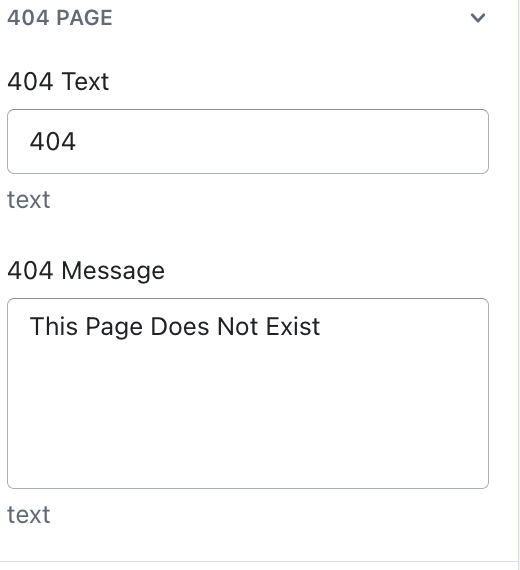 404 PAGE
404 Text
404
text
404 Message
This Page Does Not Exist
text